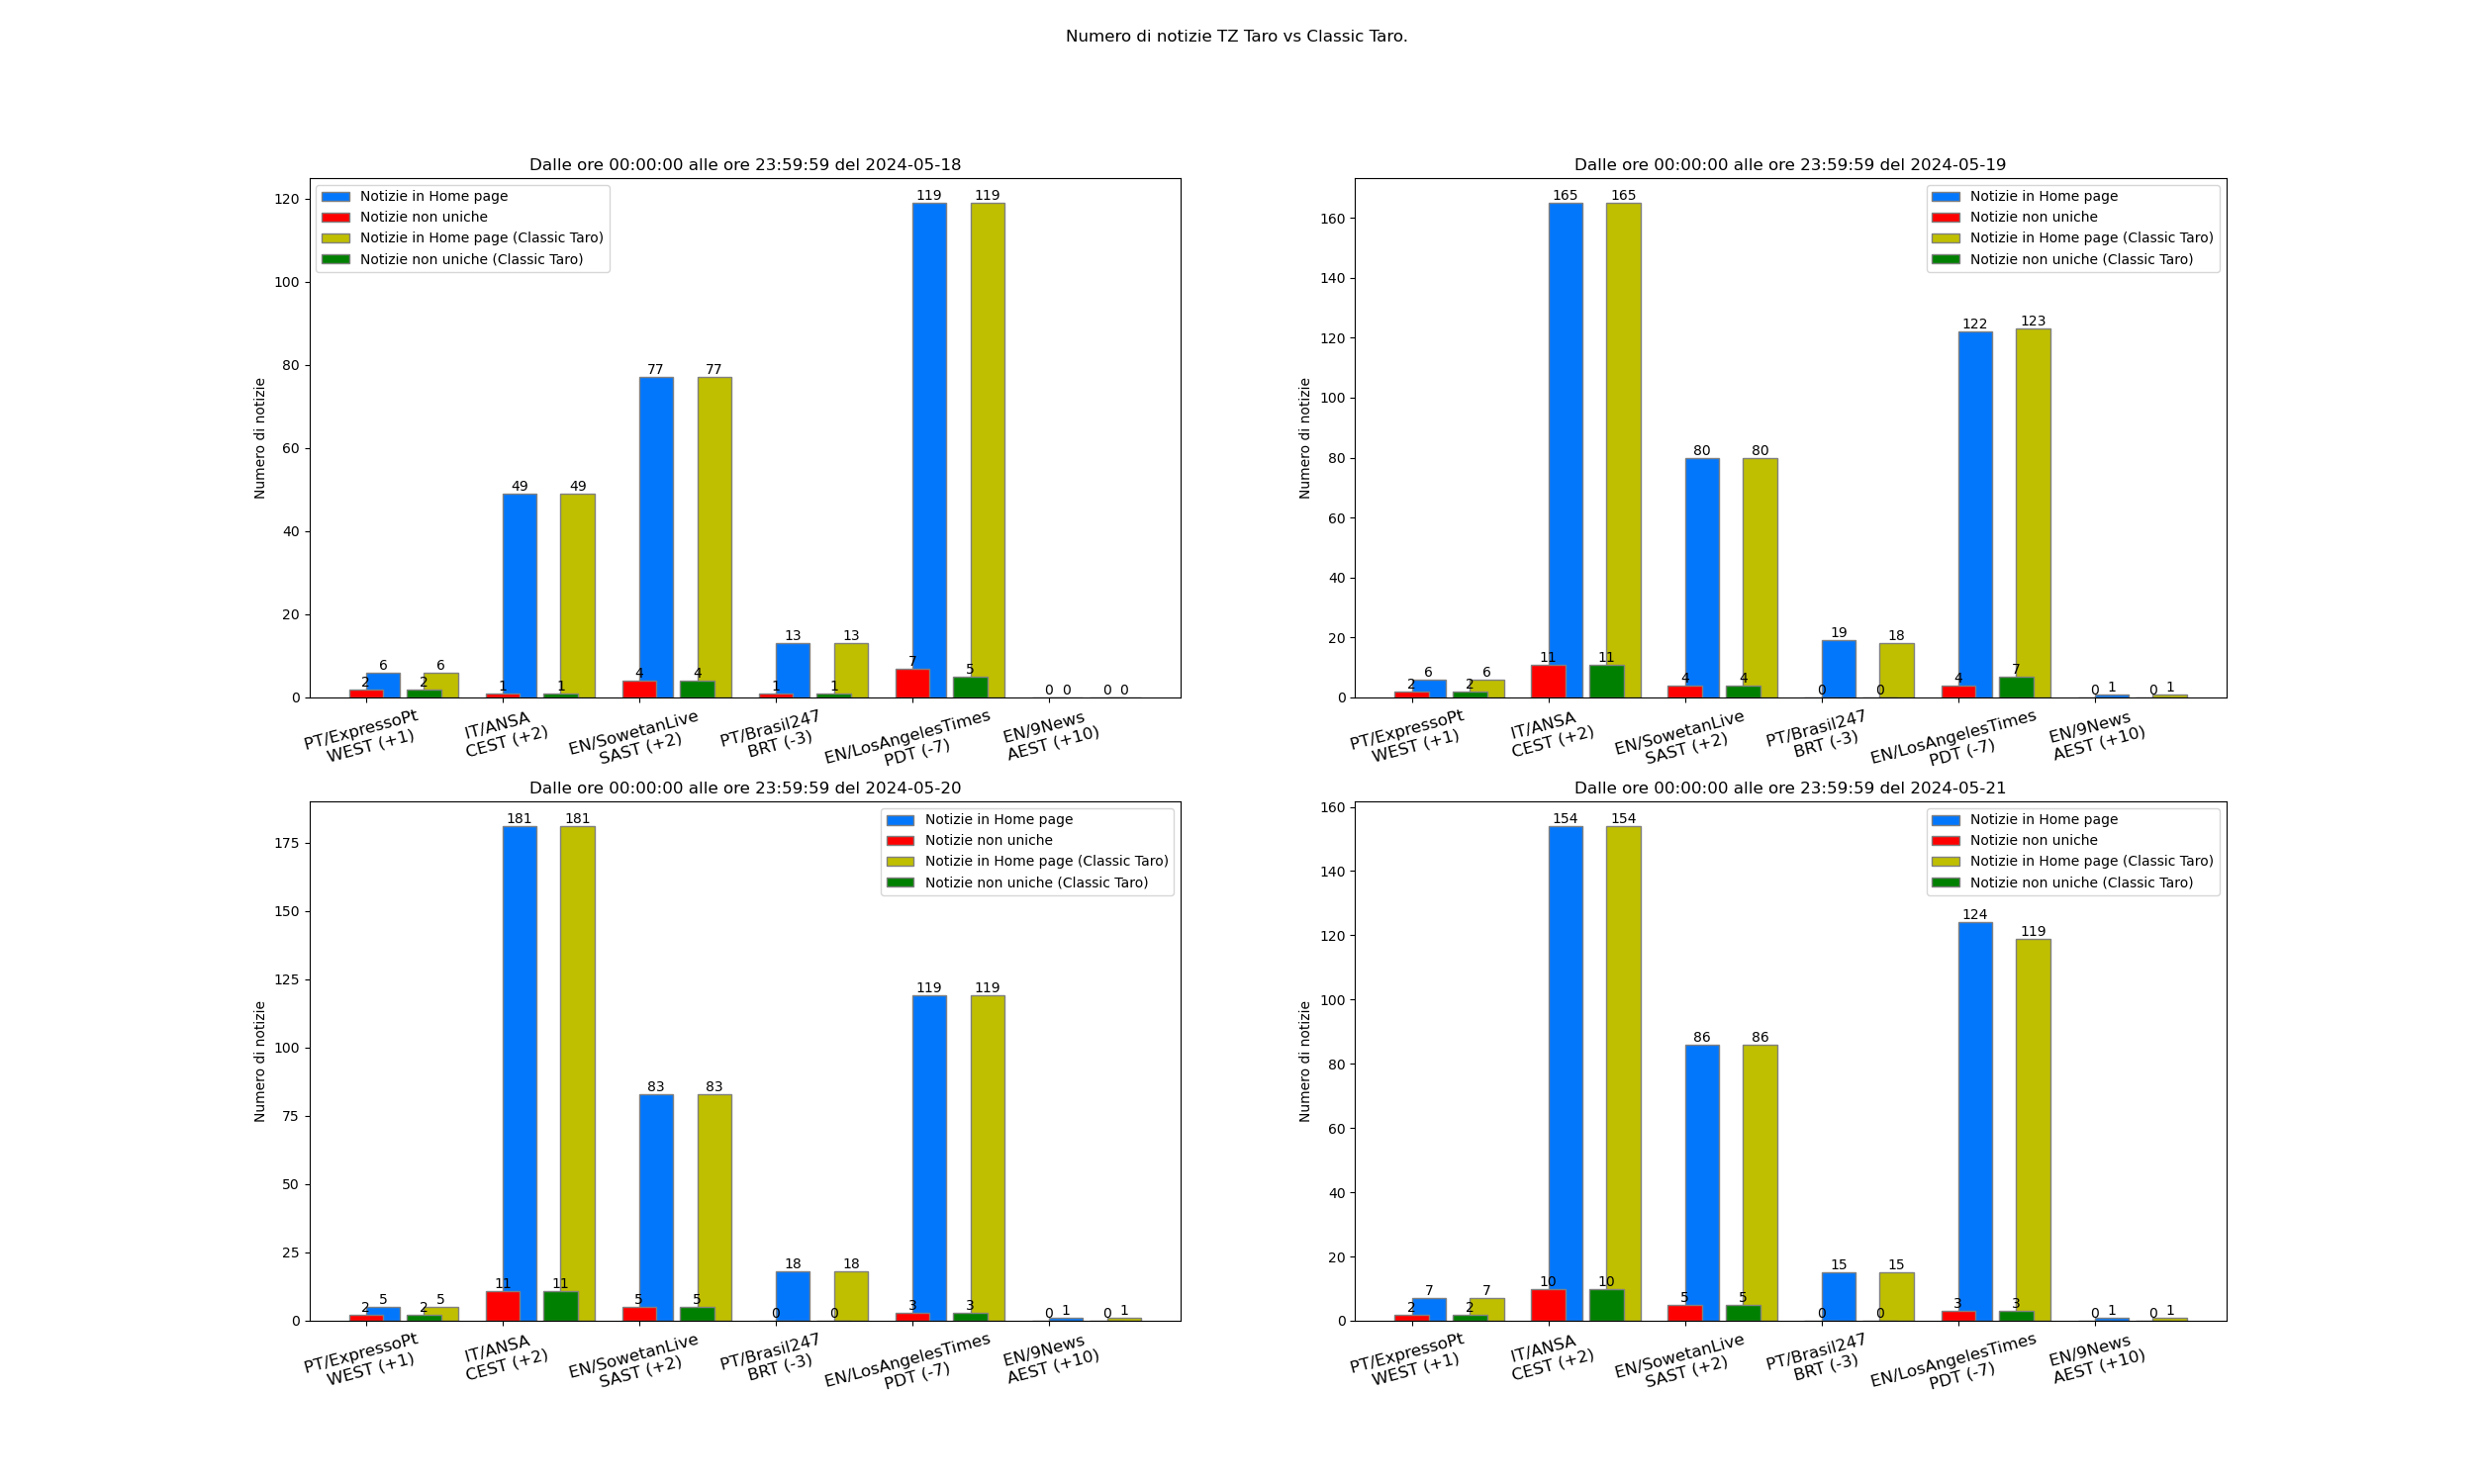 Numero di notizie TZ Taro vs Classic Taro.
Dalle ore 00:00:00 alle ore 23:59:59 del 2024-05-18
Numero di notizie
120
100
80
60
40
20
0
Notizie in Home page
Notizie non uniche
Notizie in Home page (Classic Taro)
Notizie non uniche (Classic Taro)
2 6 2 6
1 49 1 49
4 77 4 77
1 13 1 13
7 119 5 119
0 0 0 0
PT/ExpressoPt
WEST (+1)
IT/ANSA
CEST (+2)
EN/SowetanLive
SAST (+2)
PT/Brasil247
BRT (-3)
EN/LosAngelesTimes
PDT (-7)
EN/9News
AEST (+10)
Dalle ore 00:00:00 alle ore 23:59:59 del 2024-05-19
Numero di notizie
160
140
120
100
80
60
40
20
0
Notizie in Home page
Notizie non uniche
Notizie in Home page (Classic Taro)
Notizie non uniche (Classic Taro)
2 6 2 6
11 165 11 165
4 80 4 80
0 19 0 18
4 122 7 123
0 1 0 1
PT/ExpressoPt
WEST (+1)
IT/ANSA
CEST (+2)
EN/SowetanLive
SAST (+2)
PT/Brasil247
BRT (-3)
EN/LosAngelesTimes
PDT (-7)
EN/9News
AEST (+10)
Dalle ore 00:00:00 alle ore 23:59:59 del 2024-05-20
Numero di notizie
175
150
125
100
75
50
25
0
Notizie in Home page
Notizie non uniche
Notizie in Home page (Classic Taro)
Notizie non uniche (Classic Taro)
2 5 2 5
11 181 11 181
5 83 5 83
0 18 0 18
3 119 3 119
0 1 0 1
PT/ExpressoPt
WEST (+1)
IT/ANSA
CEST (+2)
EN/SowetanLive
SAST (+2)
PT/Brasil247
BRT (-3)
EN/LosAngelesTimes
PDT (-7)
EN/9News
AEST (+10)
Dalle ore 00:00:00 alle ore 23:59:59 del 2024-05-21
Numero di notizie
160
140
120
100
80
60
40
20
0
Notizie in Home page
Notizie non uniche
Notizie in Home page (Classic Taro)
Notizie non uniche (Classic Taro)
2 7 2 7
10 154 10 154
5 86 5 86
0 15 0 15
3 124 3 119
0 1 0 1
PT/ExpressoPt
WEST (+1)
IT/ANSA
CEST (+2)
EN/SowetanLive
SAST (+2)
PT/Brasil247
BRT (-3)
EN/LosAngelesTimes
PDT (-7)
EN/9News
AEST (+10)